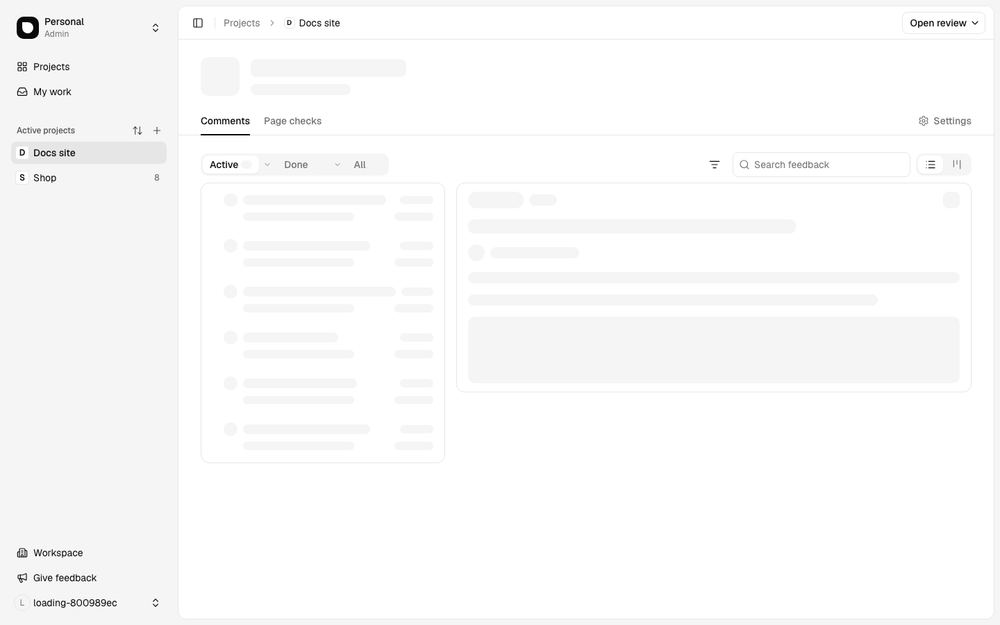 Personal
Admin
Projects
My work
Active projects
D Docs site
S Shop 8
Workspace
Give feedback
L loading-800989ec
Projects D Docs site
Open review
Comments Page checks
Settings
Active Done All
Search feedback